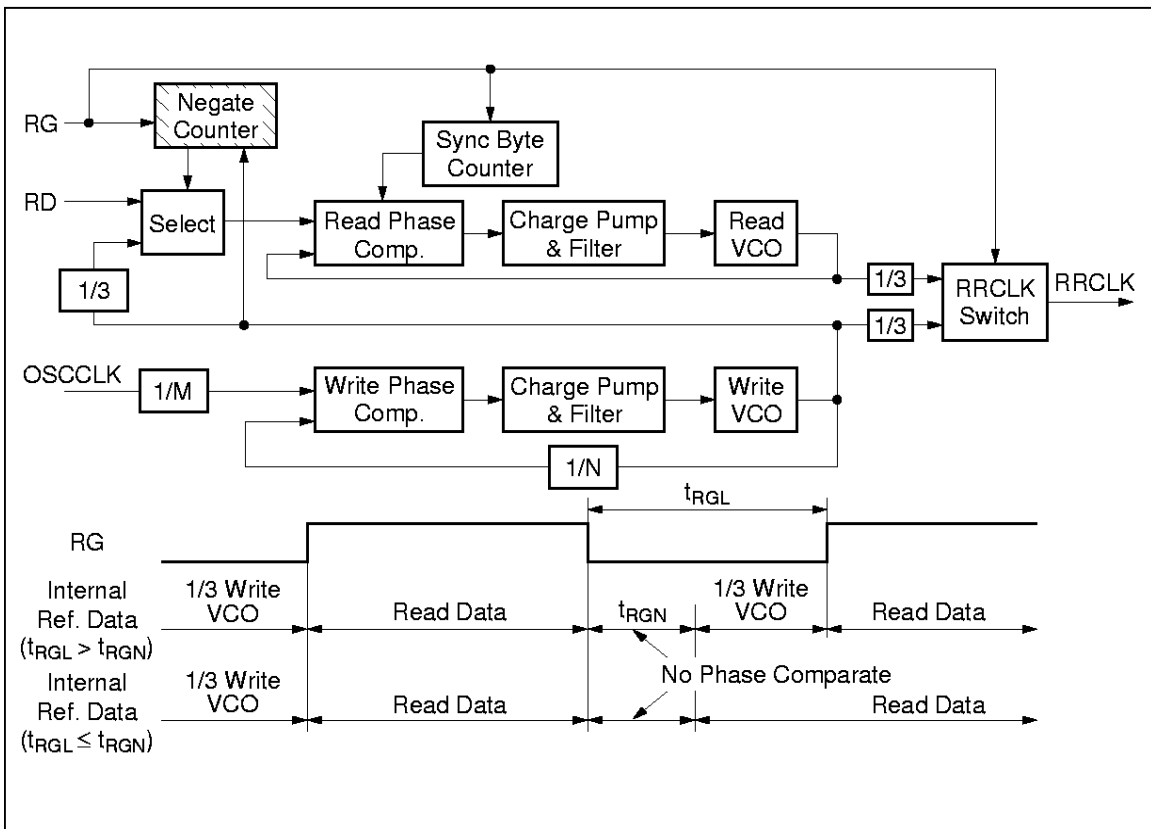 RG
Negate
Counter
Sync Byte
Counter
RD
Select
Read Phase
Comp.
Charge Pump
& Filter
Read
VCO
1/3
1/3
RRCLK
Switch
RRCLK
1/3
OSCCLK
1/M
Write Phase
Comp.
Charge Pump
& Filter
Write
VCO
1/N
tRGL
RG
Internal
Ref. Data
(tRGL > tRGN)
1/3 Write
VCO
Read Data
tRGN
1/3 Write
VCO
Read Data
No Phase Comparate
Internal
Ref. Data
(tRGL ≤ tRGN)
1/3 Write
VCO
Read Data
Read Data